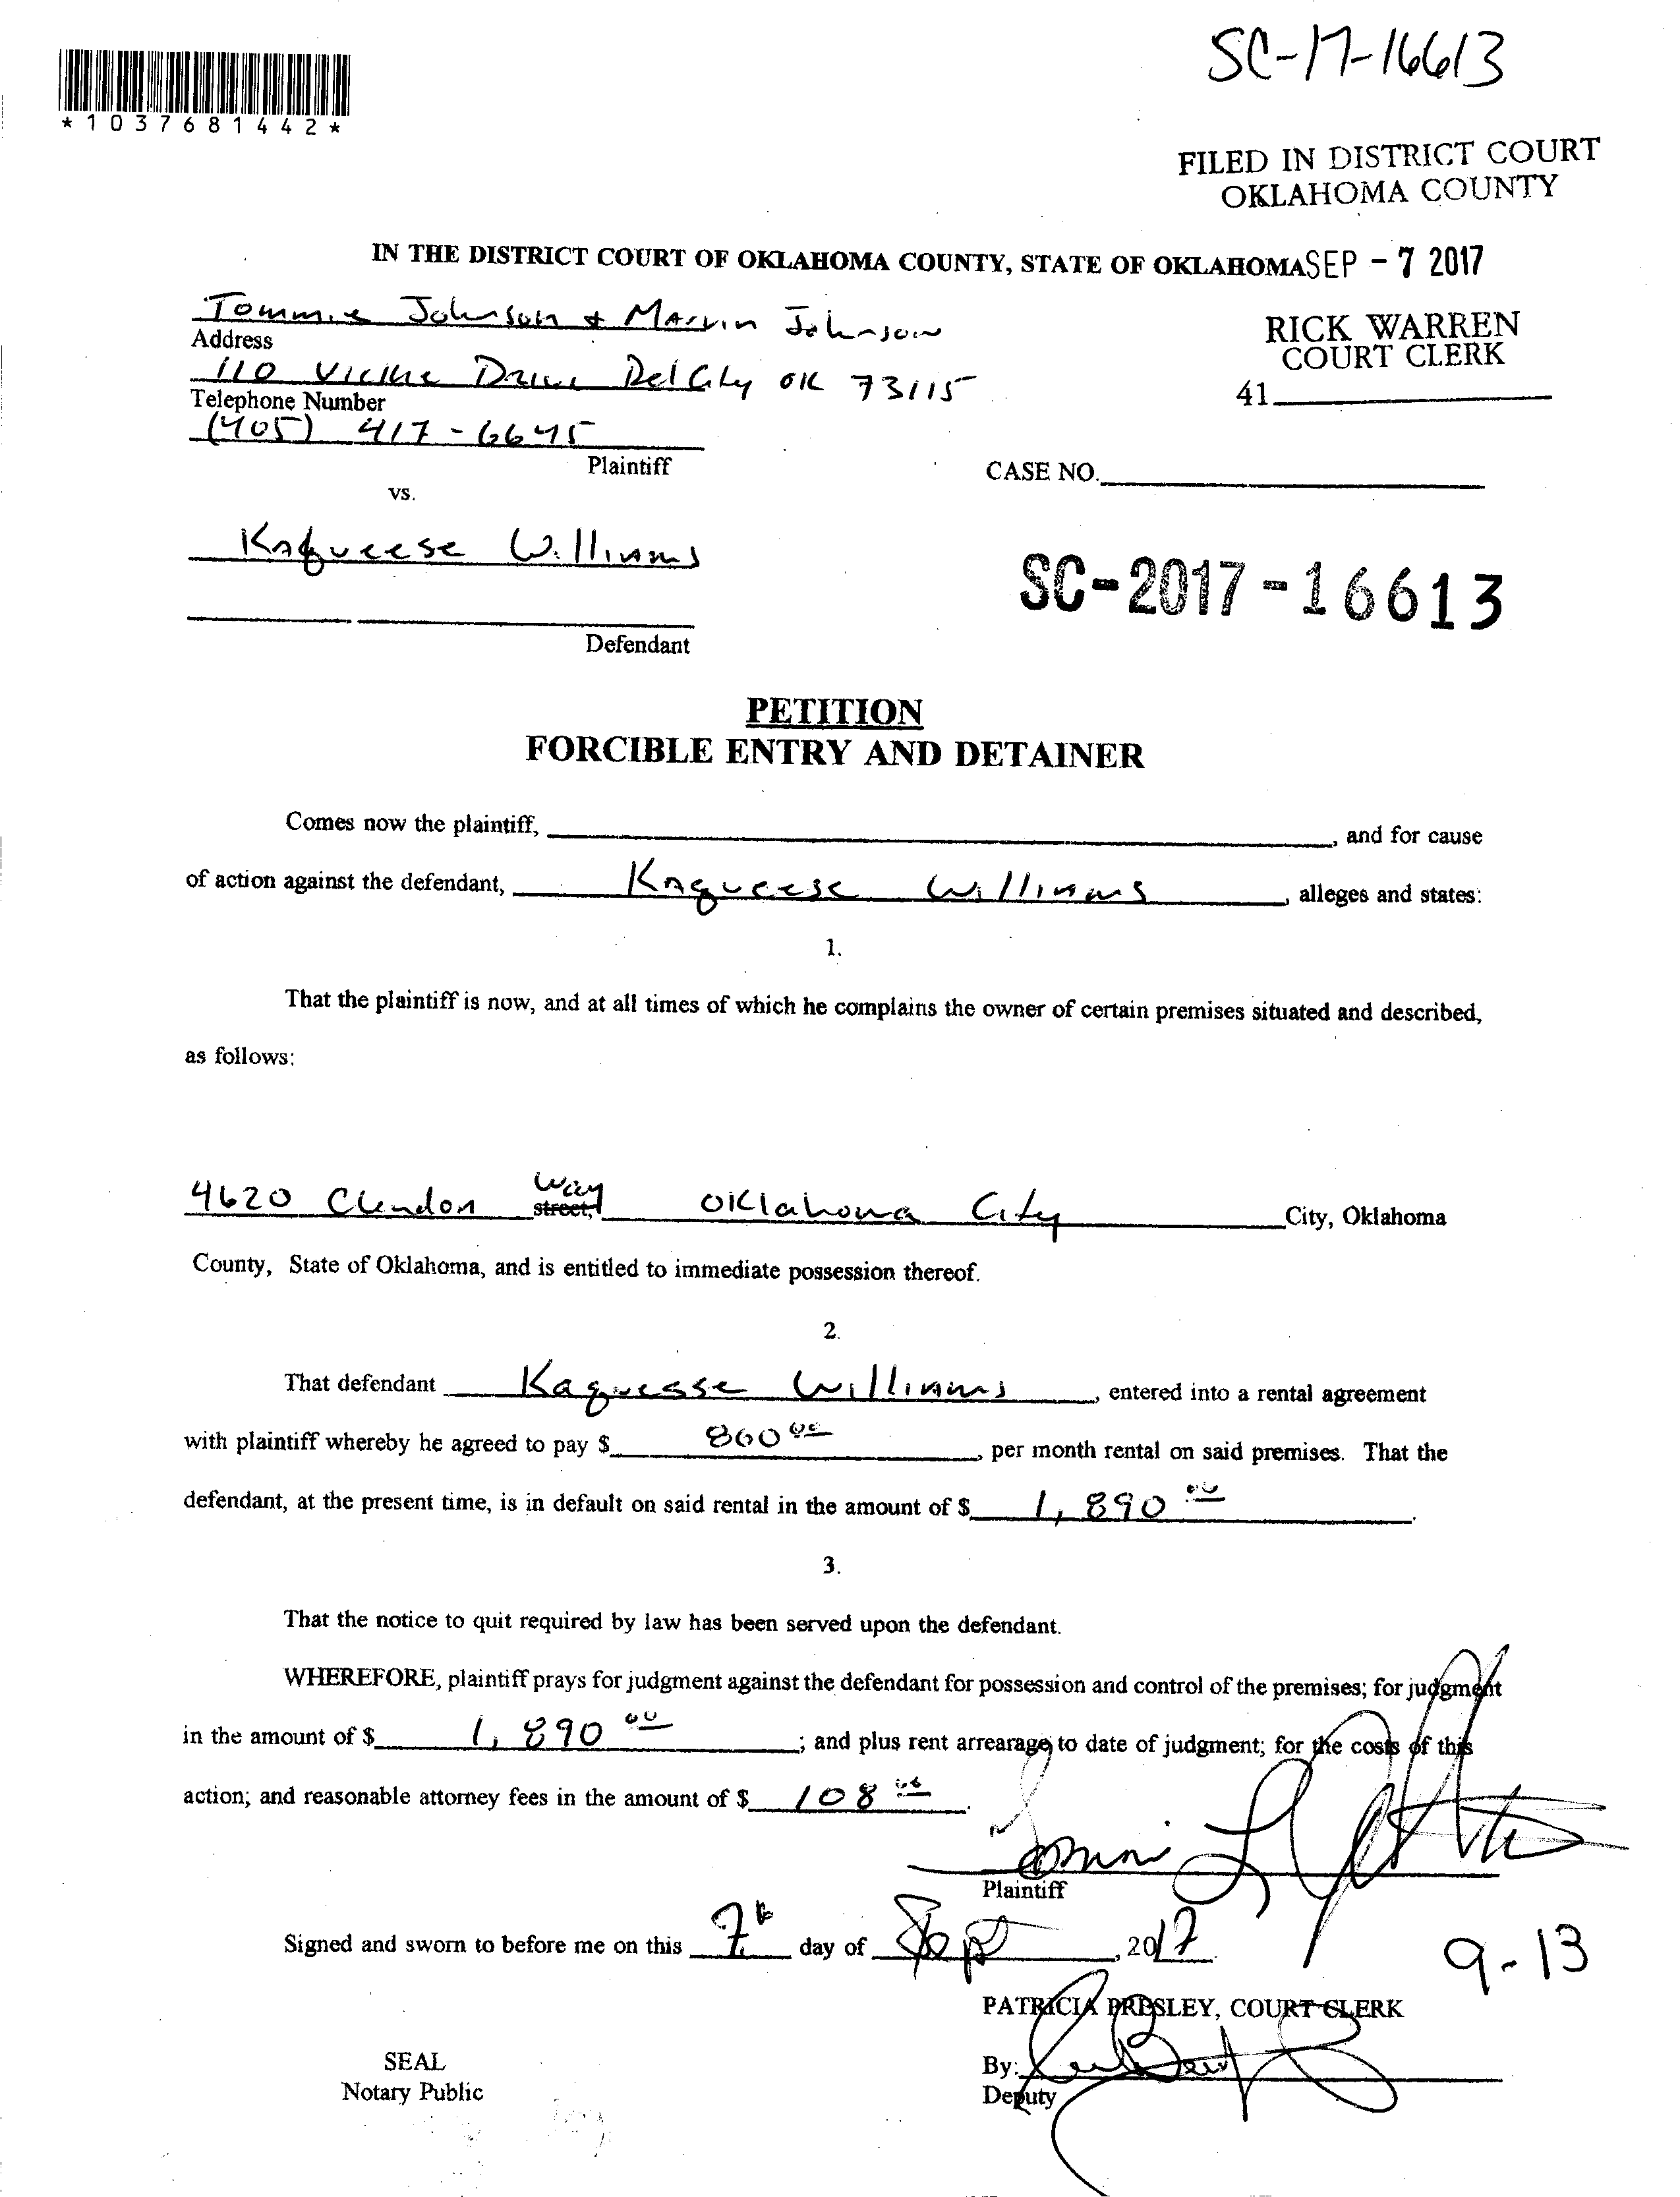 SC-17-16613
*1037681442*
FILED IN DISTRICT COURT
OKLAHOMA COUNTY
IN THE DISTRICT COURT OF OKLAHOMA COUNTY, STATE OF OKLAHOMA SEP - 7 2017
Tommie Johnson + Marvin Johnson
Address
110 Vickie Drive Del City OK 73115
Telephone Number
(405) 417-6645
Plaintiff
RICK WARREN
COURT CLERK
41
vs.
CASE NO.
Kaqueese Williams
SC-2017-16613
Defendant
PETITION
FORCIBLE ENTRY AND DETAINER
Comes now the plaintiff, , and for cause
of action against the defendant, Kaqueese Williams, alleges and states:
1.
That the plaintiff is now, and at all times of which he complains the owner of certain premises situated and described,
as follows:
4620 Clendon Way street, Oklahoma City City, Oklahoma
County, State of Oklahoma, and is entitled to immediate possession thereof.
2.
That defendant Kaquesse Williams, entered into a rental agreement
with plaintiff whereby he agreed to pay $ 860 00, per month rental on said premises. That the
defendant, at the present time, is in default on said rental in the amount of $ 1,890 00.
3.
That the notice to quit required by law has been served upon the defendant.
WHEREFORE, plaintiff prays for judgment against the defendant for possession and control of the premises; for judgment
in the amount of $ 1,890 00; and plus rent arrearage, to date of judgment; for the costs of this
action; and reasonable attorney fees in the amount of $ 108 00.
Plaintiff
Signed and sworn to before me on this 7th day of Sept, 2017.
9-13
PATRICIA PRESLEY, COURT CLERK
SEAL
Notary Public
By:
Deputy